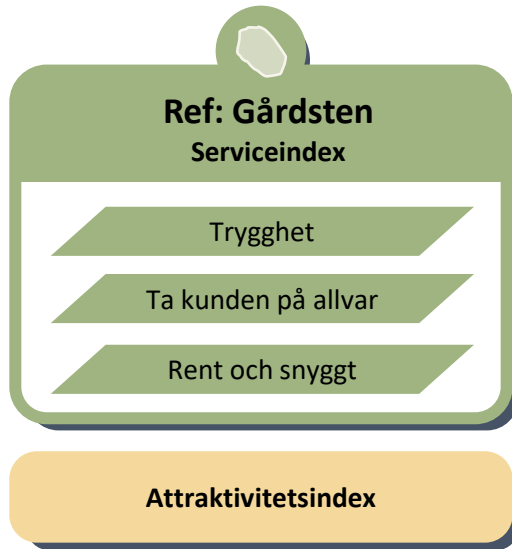 Ref: Gårdsten
Serviceindex
Trygghet
Ta kunden på allvar
Rent och snyggt
Attraktivitetsindex